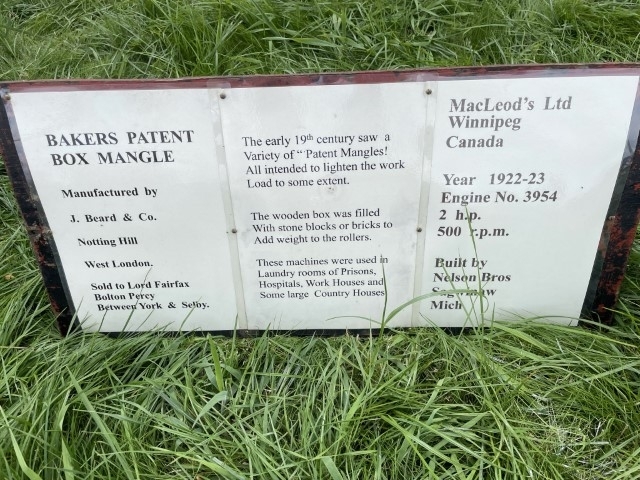 BAKERS PATENT
BOX MANGLE
Manufactured by
J. Beard & Co.
Notting Hill
West London.
Sold to Lord Fairfax
Bolton Percy
Between York & Selby.
The early 19th century saw a
Variety of "'Patent Mangles!
All intended to lighten the work
Load to some extent.
The wooden box was filled
With stone blocks or bricks to
Add weight to the rollers.
These machines were used in
Laundry rooms of Prisons,
Hospitals, Work Houses and
Some large Country Houses
MacLeod's Ltd
Winnipeg
Canada
Year 1922-23
Engine No. 3954
2 h.p.
500 r.p.m.
Built by
Nelson Bros
Saginaw
Mich